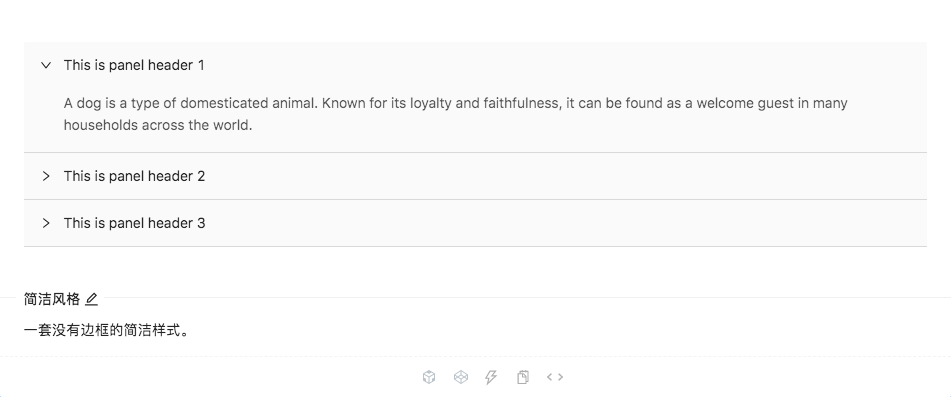 This is panel header 1
A dog is a type of domesticated animal. Known for its loyalty and faithfulness, it can be found as a welcome guest in many
households across the world.
This is panel header 2
This is panel header 3
简洁风格
一套没有边框的简洁样式。